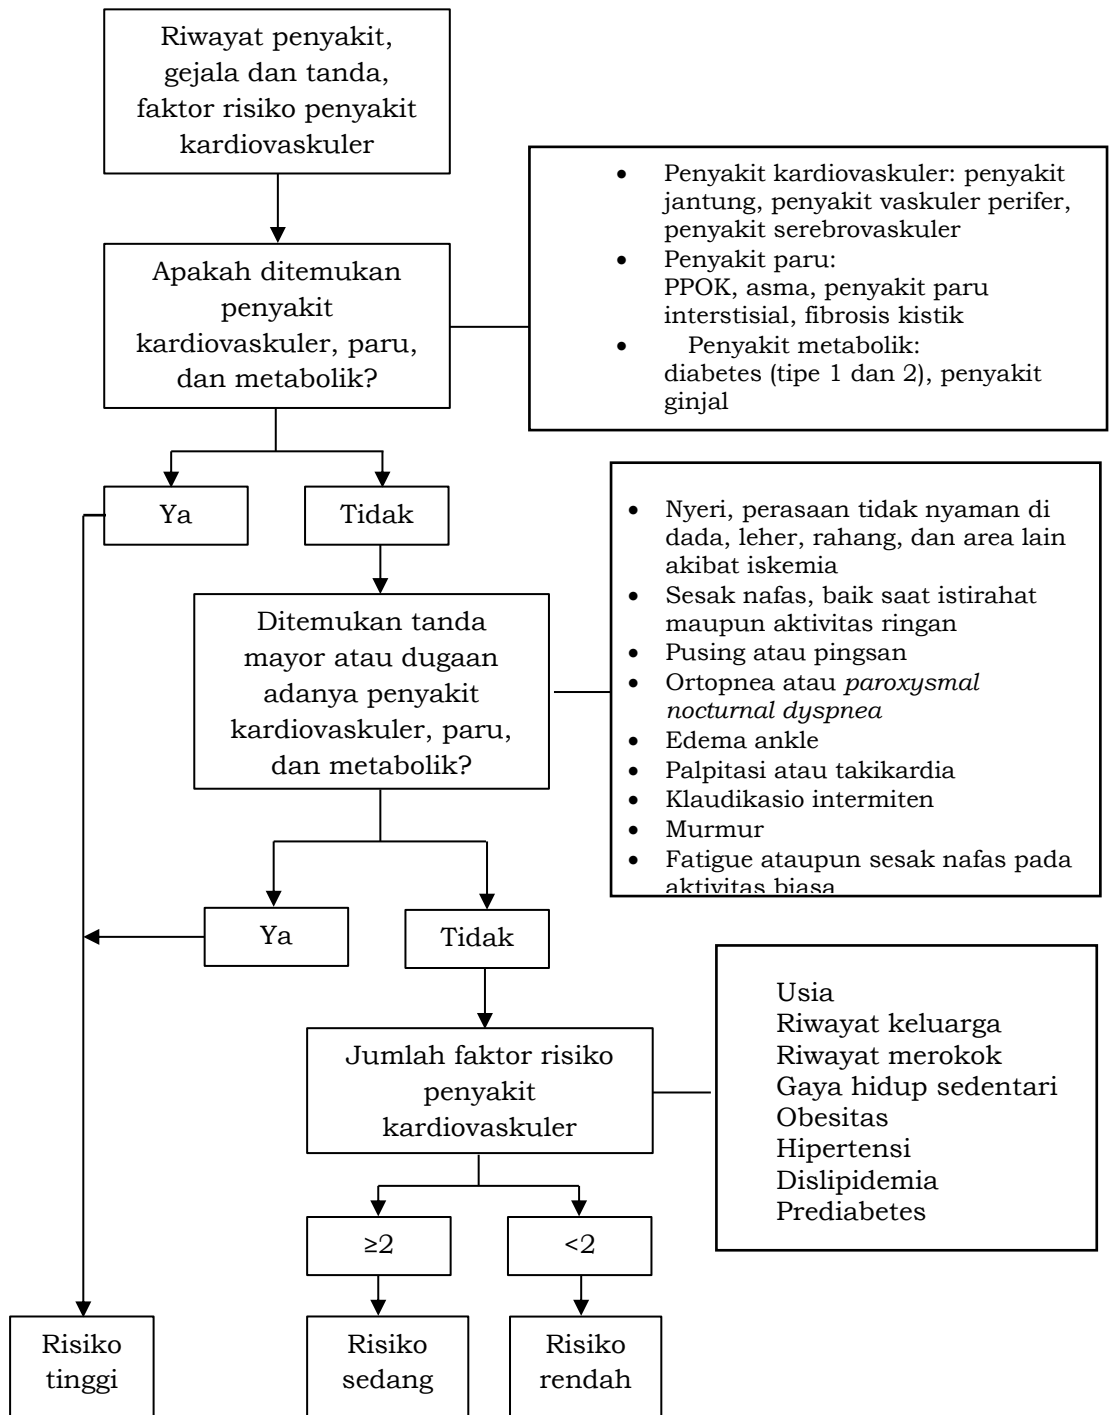 Riwayat penyakit,
gejala dan tanda,
faktor risiko penyakit
kardiovaskuler
• Penyakit kardiovaskuler: penyakit
jantung, penyakit vaskuler perifer,
penyakit serebrovaskuler
• Penyakit paru:
PPOK, asma, penyakit paru
interstisial, fibrosis kistik
• Penyakit metabolik:
diabetes (tipe 1 dan 2), penyakit
ginjal
Apakah ditemukan
penyakit
kardiovaskuler, paru,
dan metabolik?
Ya
Tidak
• Nyeri, perasaan tidak nyaman di
dada, leher, rahang, dan area lain
akibat iskemia
• Sesak nafas, baik saat istirahat
maupun aktivitas ringan
• Pusing atau pingsan
• Ortopnea atau paroxysmal
nocturnal dyspnea
• Edema ankle
• Palpitasi atau takikardia
• Klaudikasio intermiten
• Murmur
• Fatigue ataupun sesak nafas pada
aktivitas biasa
Ditemukan tanda
mayor atau dugaan
adanya penyakit
kardiovaskuler, paru,
dan metabolik?
Ya
Tidak
Usia
Riwayat keluarga
Riwayat merokok
Gaya hidup sedentari
Obesitas
Hipertensi
Dislipidemia
Prediabetes
Jumlah faktor risiko
penyakit
kardiovaskuler
≥2
<2
Risiko
tinggi
Risiko
sedang
Risiko
rendah